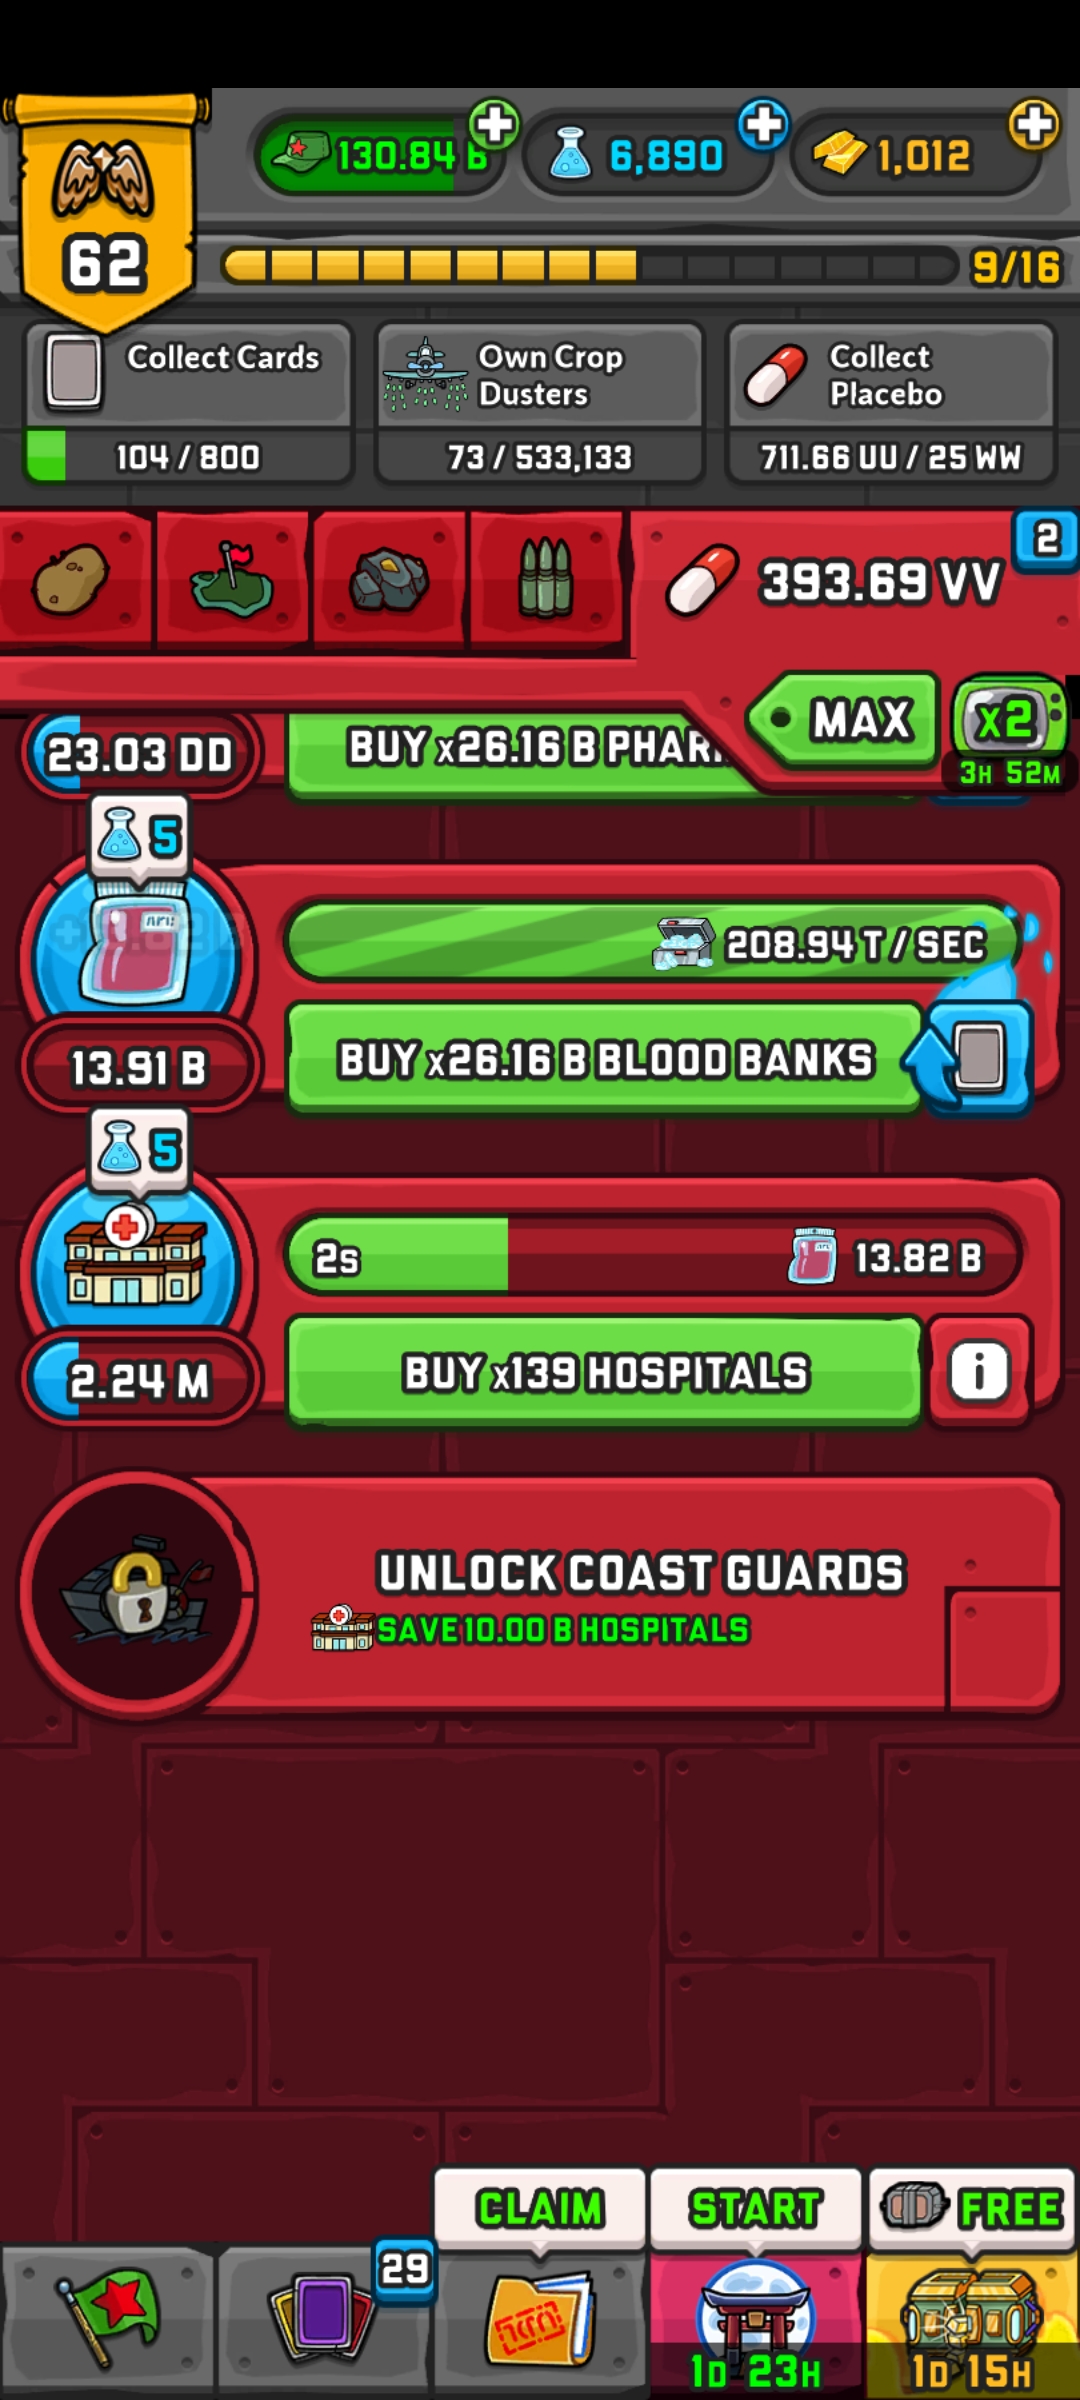 130.84 B
6,890
1,012
62
9/16
Collect Cards
104 / 800
Own Crop
Dusters
73 / 533,133
Collect
Placebo
711.66 UU / 25 WW
393.69 VV
2
MAX
x2
3H 52M
23.03 DD
BUY x26.16 B PHAR
5
208.94 T / SEC
13.91 B
BUY x26.16 B BLOOD BANKS
5
2s
13.82 B
2.24 M
BUY x139 HOSPITALS
i
UNLOCK COAST GUARDS
SAVE 10.00 B HOSPITALS
CLAIM
START
FREE
29
1D 23H
1D 15H